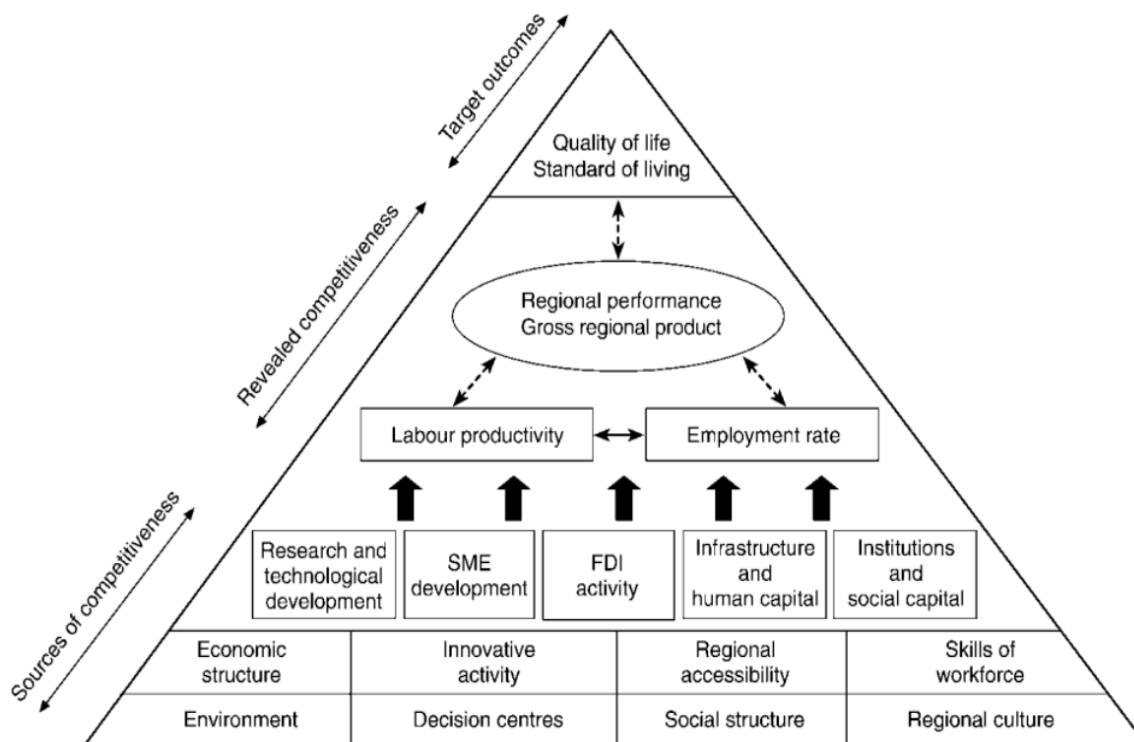 Target outcomes
Quality of life
Standard of living
Revealed competitiveness
Regional performance
Gross regional product
Labour productivity
Employment rate
Sources of competitiveness
Research and
technological
development
SME
development
FDI
activity
Infrastructure
and
human capital
Institutions
and
social capital
Economic
structure
Innovative
activity
Regional
accessibility
Skills of
workforce
Environment
Decision centres
Social structure
Regional culture